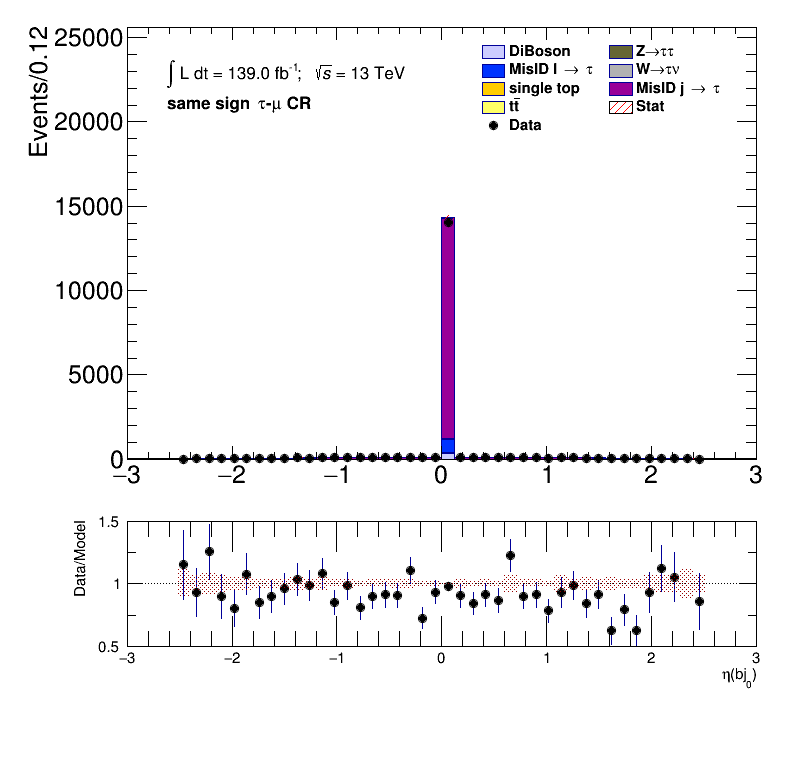 Events/0.12
25000
20000
15000
10000
5000
0
−3 −2 −1 0 1 2 3
∫ L dt = 139.0 fb⁻¹; √s = 13 TeV
same sign τ-μ CR
DiBoson
MisID l → τ
single top
tt̄
Data
Z→ττ
W→τν
MisID j → τ
Stat
Data/Model
1.5
1
0.5
−3 −2 −1 0 1 2 3
η(bj₀)